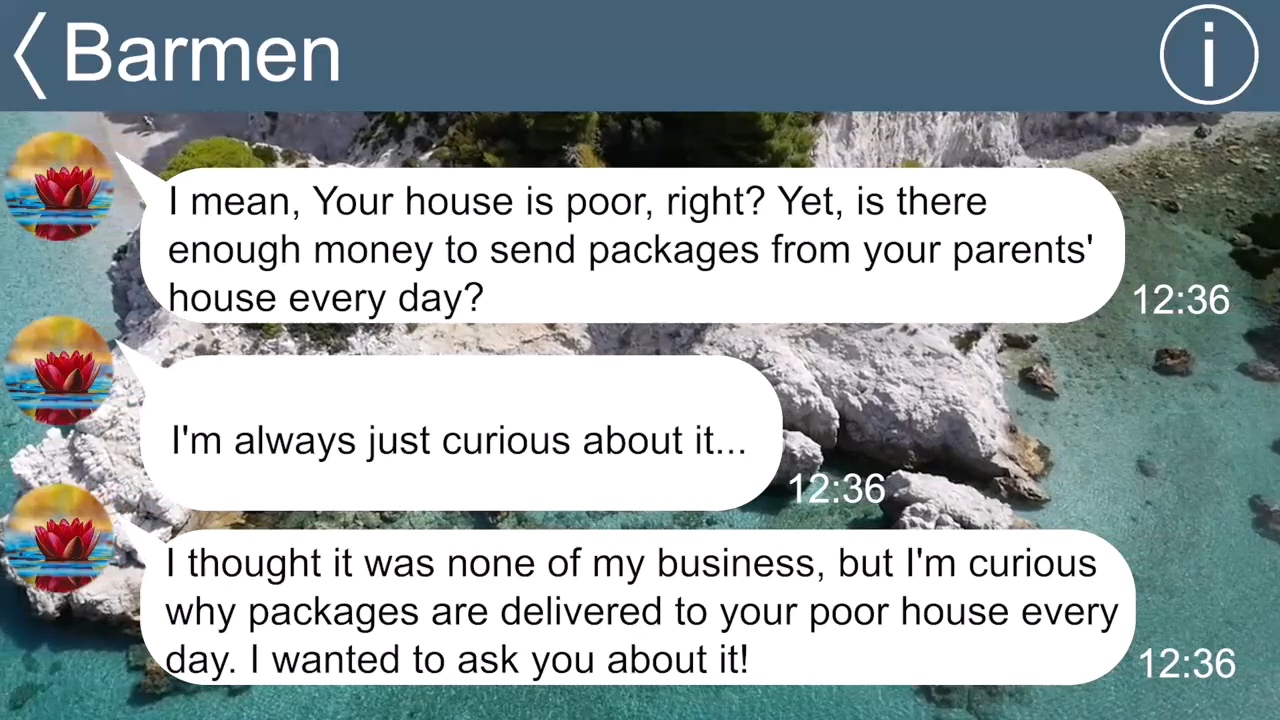 Barmen
i
I mean, Your house is poor, right? Yet, is there
enough money to send packages from your parents'
house every day?
12:36
I'm always just curious about it...
12:36
I thought it was none of my business, but I'm curious
why packages are delivered to your poor house every
day. I wanted to ask you about it!
12:36